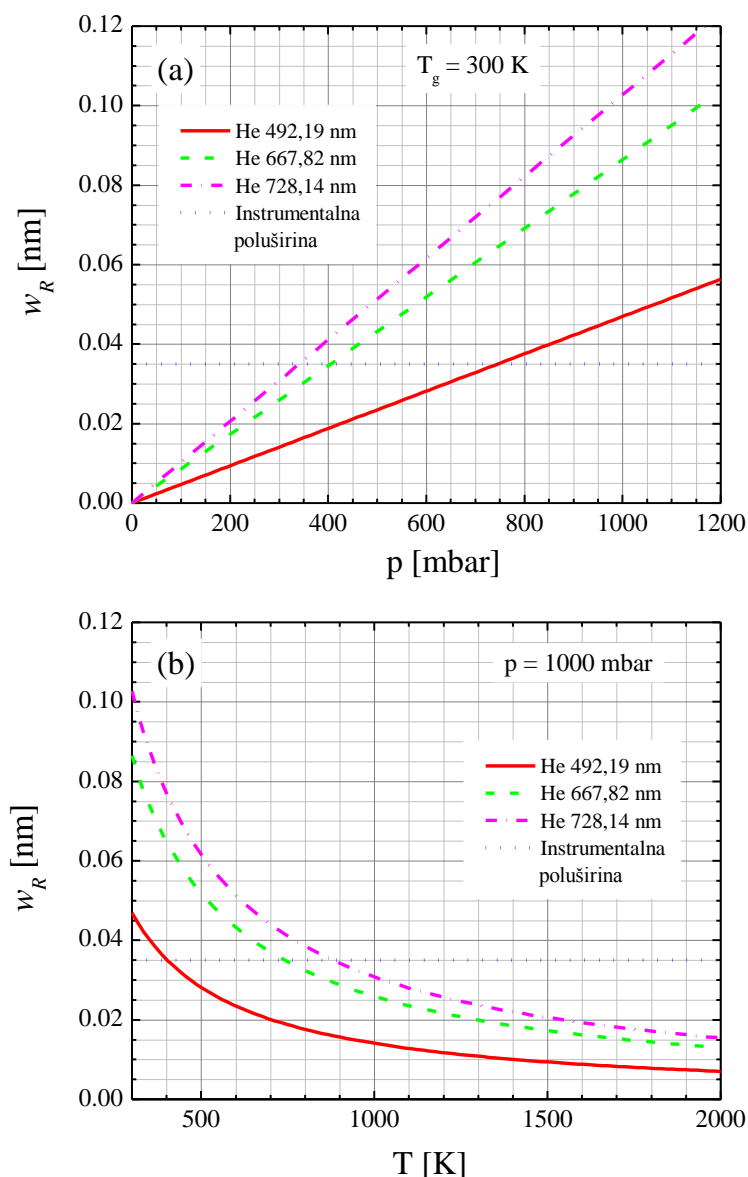 0.12
(a)
T_g = 300 K
0.10
He 492,19 nm
He 667,82 nm
0.08
He 728,14 nm
Instrumentalna
poluširina
w_R [nm]
0.06
0.04
0.02
0.00
0 200 400 600 800 1000 1200
p [mbar]
0.12
(b)
p = 1000 mbar
0.10
He 492,19 nm
0.08
He 667,82 nm
He 728,14 nm
Instrumentalna
poluširina
w_R [nm]
0.06
0.04
0.02
0.00
500 1000 1500 2000
T [K]